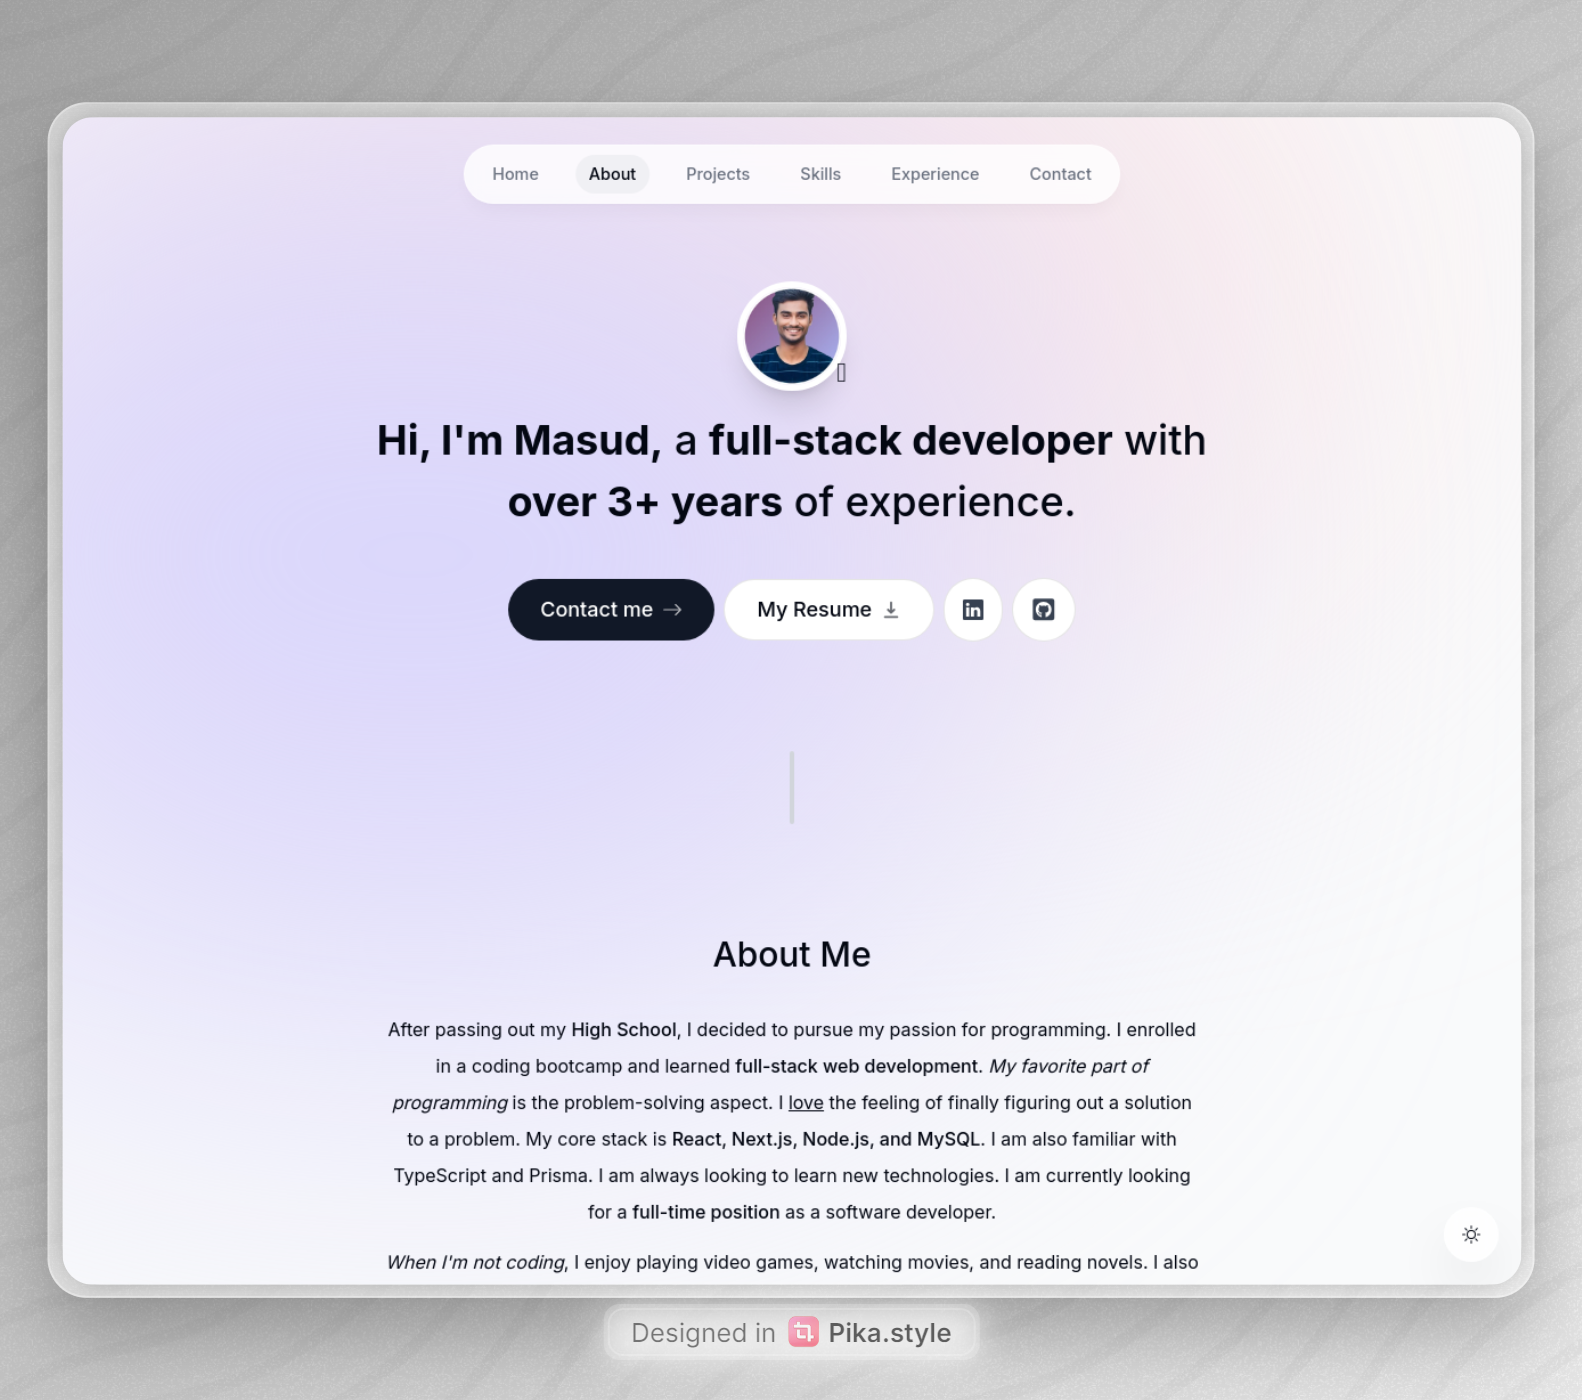 Home About Projects Skills Experience Contact
Hi, I'm Masud, a full-stack developer with
over 3+ years of experience.
Contact me → My Resume in
About Me
After passing out my High School, I decided to pursue my passion for programming. I enrolled
in a coding bootcamp and learned full-stack web development. My favorite part of
programming is the problem-solving aspect. I love the feeling of finally figuring out a solution
to a problem. My core stack is React, Next.js, Node.js, and MySQL. I am also familiar with
TypeScript and Prisma. I am always looking to learn new technologies. I am currently looking
for a full-time position as a software developer.
When I'm not coding, I enjoy playing video games, watching movies, and reading novels. I also
Designed in Pika.style